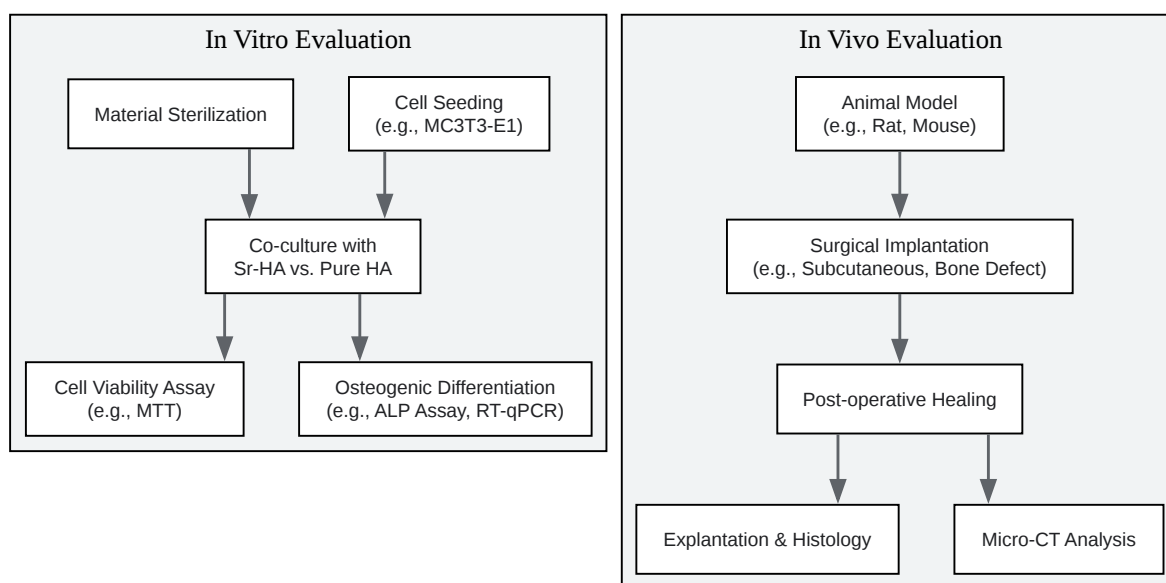 In Vitro Evaluation
Material Sterilization
Cell Seeding
(e.g., MC3T3-E1)
Co-culture with
Sr-HA vs. Pure HA
Cell Viability Assay
(e.g., MTT)
Osteogenic Differentiation
(e.g., ALP Assay, RT-qPCR)
In Vivo Evaluation
Animal Model
(e.g., Rat, Mouse)
Surgical Implantation
(e.g., Subcutaneous, Bone Defect)
Post-operative Healing
Explantation & Histology
Micro-CT Analysis